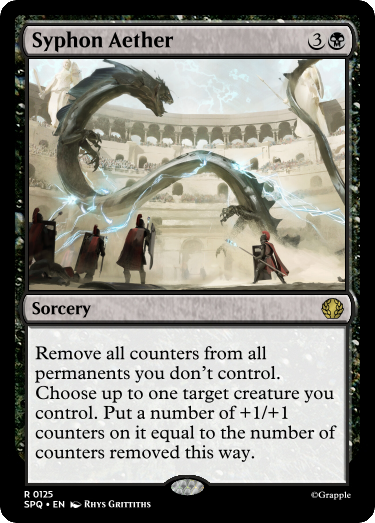 Syphon Aether 3
Sorcery
Remove all counters from all
permanents you don't control.
Choose up to one target creature you
control. Put a number of +1/+1
counters on it equal to the number of
counters removed this way.
R 0125
SPQ • EN Rhys Grittiths
©Grapple